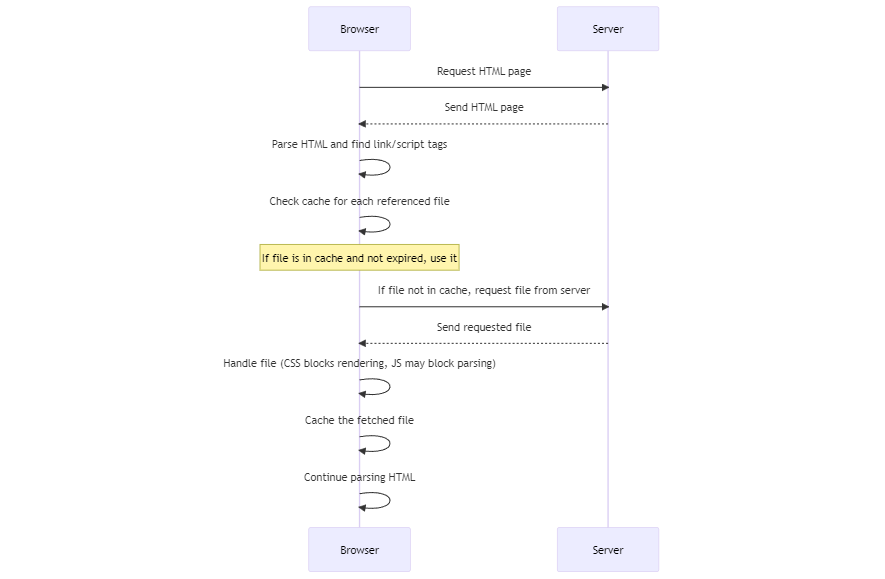 Browser
Server
Request HTML page
Send HTML page
Parse HTML and find link/script tags
Check cache for each referenced file
If file is in cache and not expired, use it
If file not in cache, request file from server
Send requested file
Handle file (CSS blocks rendering, JS may block parsing)
Cache the fetched file
Continue parsing HTML
Browser
Server